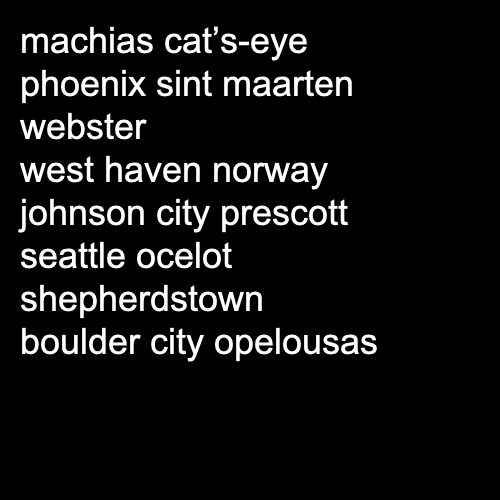 machias cat’s-eye
phoenix sint maarten
webster
west haven norway
johnson city prescott
seattle ocelot
shepherdstown
boulder city opelousas